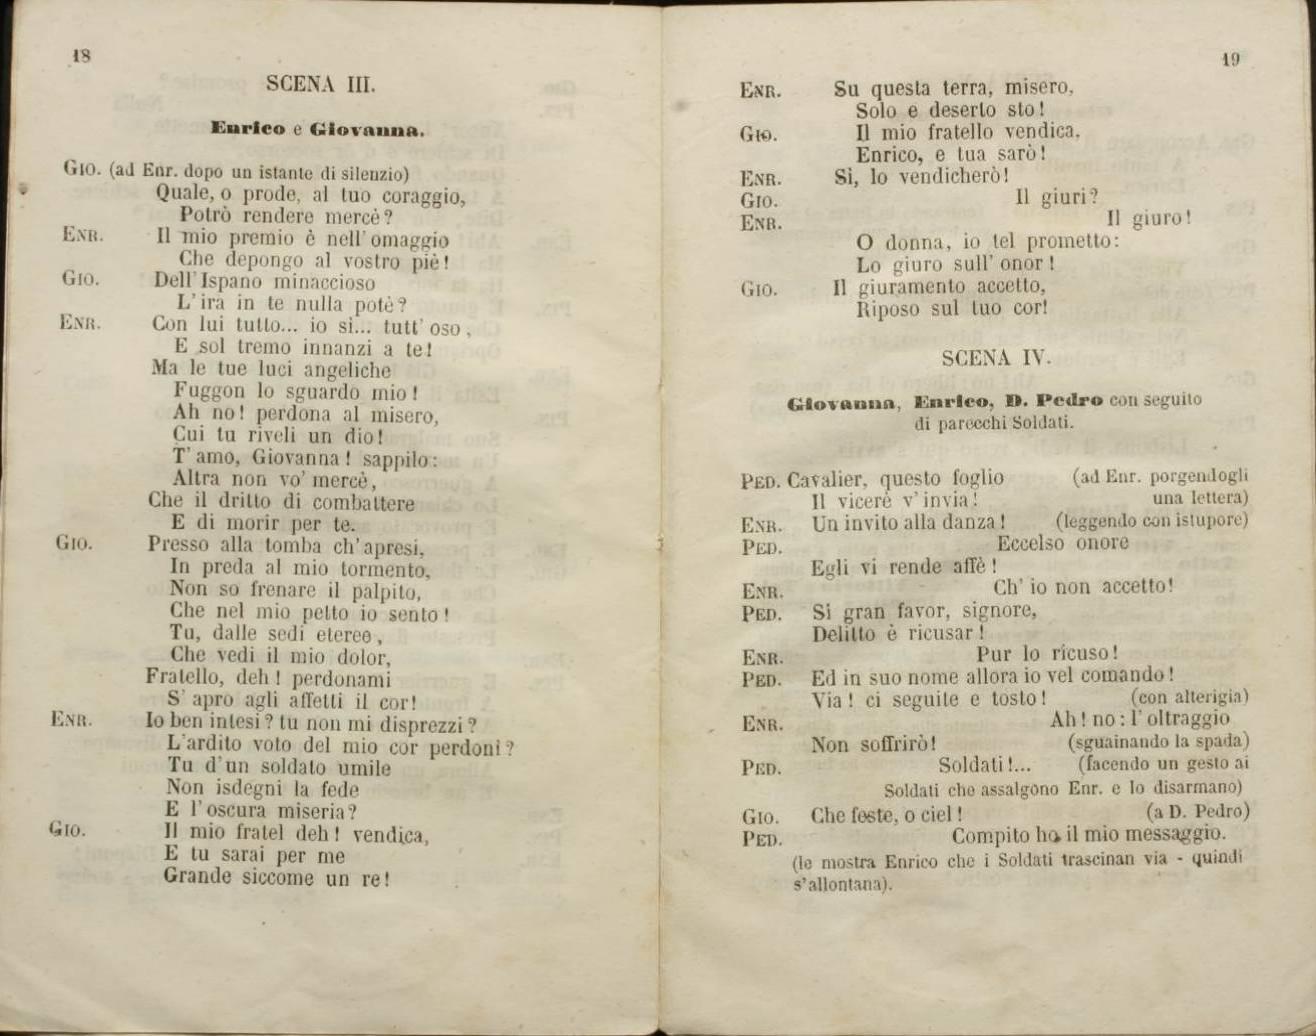 18
SCENA III.
Enrico e Giovanna.
GIO. (ad Enr. dopo un istante di silenzio)
Quale, o prode, al tuo coraggio,
Potrò rendere mercè?
ENR. Il mio premio è nell' omaggio
Che depongo al vostro piè!
GIO. Dell' Ispano minaccioso
L' ira in te nulla potè?
ENR. Con lui tutto... io si... tutt' oso,
E sol tremo innanzi a te!
Ma le tue luci angeliche
Fuggon lo sguardo mio!
Ah no! perdona al misero,
Cui tu riveli un dio!
T' amo, Giovanna! sappilo:
Altra non vo' mercè,
Che il dritto di combattere
E di morir per te.
GIO. Presso alla tomba ch' apresi,
In preda al mio tormento,
Non so frenare il palpito,
Che nel mio petto io sento!
Tu, dalle sedi eteree,
Che vedi il mio dolor,
Fratello, deh! perdonami
S' apro agli affetti il cor!
ENR. Io ben intesi? tu non mi disprezzi?
L'ardito voto del mio cor perdoni?
Tu d'un soldato umile
Non isdegni la fede
E l' oscura miseria?
GIO. Il mio fratel deh! vendica,
E tu sarai per me
Grande siccome un re!
19
ENR. Su questa terra, misero,
Solo e deserto sto!
GIO. Il mio fratello vendica,
Enrico, e tua sarò!
ENR. Si, lo vendicherò!
GIO. Il giuri?
ENR. Il giuro!
O donna, io tel prometto:
Lo giuro sull' onor!
GIO. Il giuramento accetto,
Riposo sul tuo cor!
SCENA IV.
Giovanna, Enrico, D. Pedro con seguito
di parecchi Soldati.
PED. Cavalier, questo foglio (ad Enr. porgendogli
Il vicerè v' invia! una lettera)
ENR. Un invito alla danza! (leggendo con istupore)
PED. Eccelso onore
Egli vi rende affè!
ENR. Ch' io non accetto!
PED. Si gran favor, signore,
Delitto è ricusar!
ENR. Pur lo ricuso!
PED. Ed in suo nome allora io vel comando!
Via! ci seguite e tosto! (con alterigia)
ENR. Ah! no: l' oltraggio
Non soffrirò! (sguainando la spada)
PED. Soldati!... (facendo un gesto ai
Soldati che assalgono Enr. e lo disarmano)
GIO. Che feste, o ciel! (a D. Pedro)
PED. Compito ho il mio messaggio.
(le mostra Enrico che i Soldati trascinan via - quindi
s' allontana).